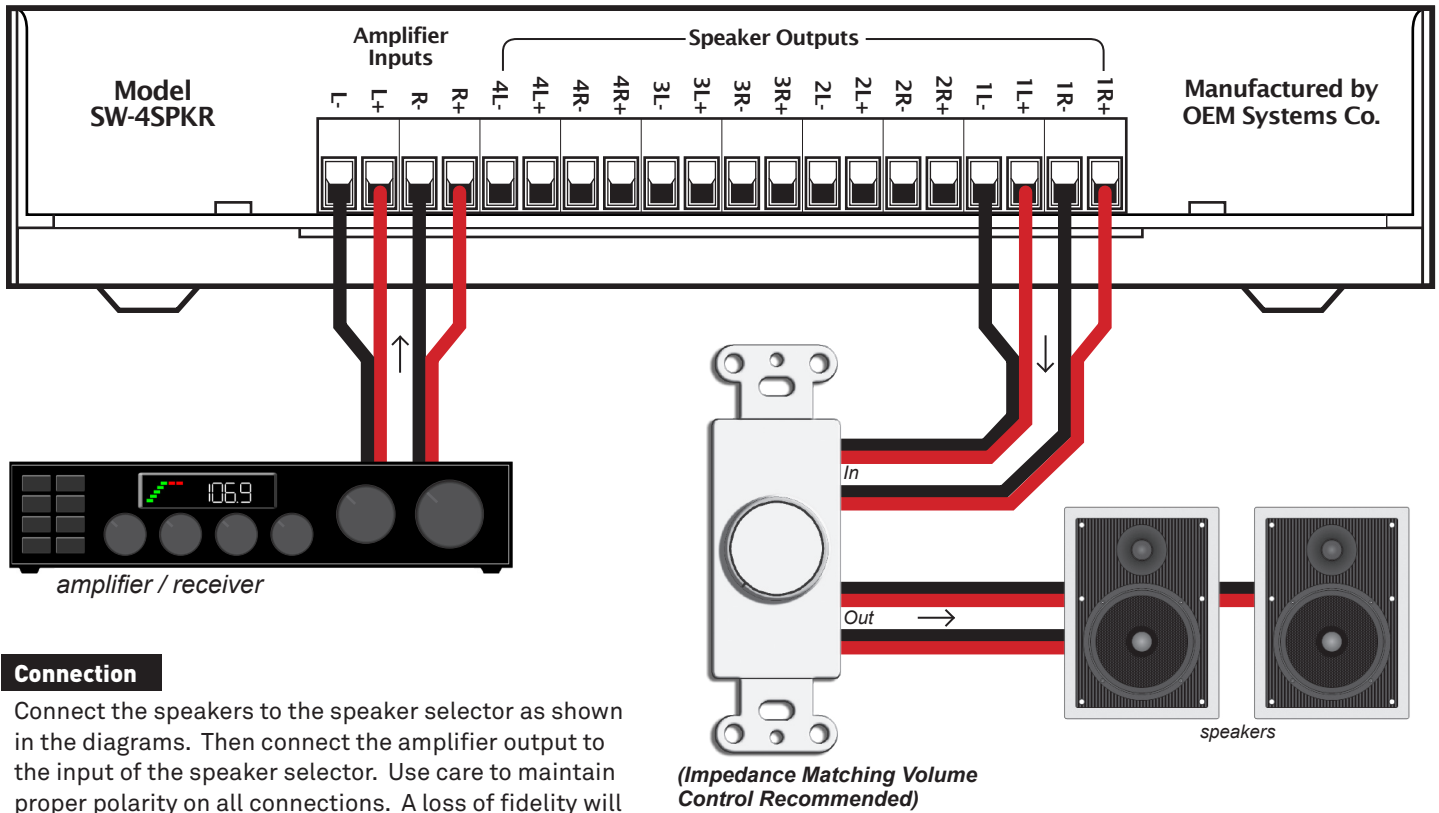 Amplifier
Inputs
Speaker Outputs
Model
SW-4SPKR
L- L+ R- R+ 4L- 4L+ 4R- 4R+ 3L- 3L+ 3R- 3R+ 2L- 2L+ 2R- 2R+ 1L- 1L+ 1R- 1R+
Manufactured by
OEM Systems Co.
In
106.9
amplifier / receiver
Out
speakers
Connection
Connect the speakers to the speaker selector as shown
in the diagrams. Then connect the amplifier output to
the input of the speaker selector. Use care to maintain
proper polarity on all connections. A loss of fidelity will
(Impedance Matching Volume
Control Recommended)